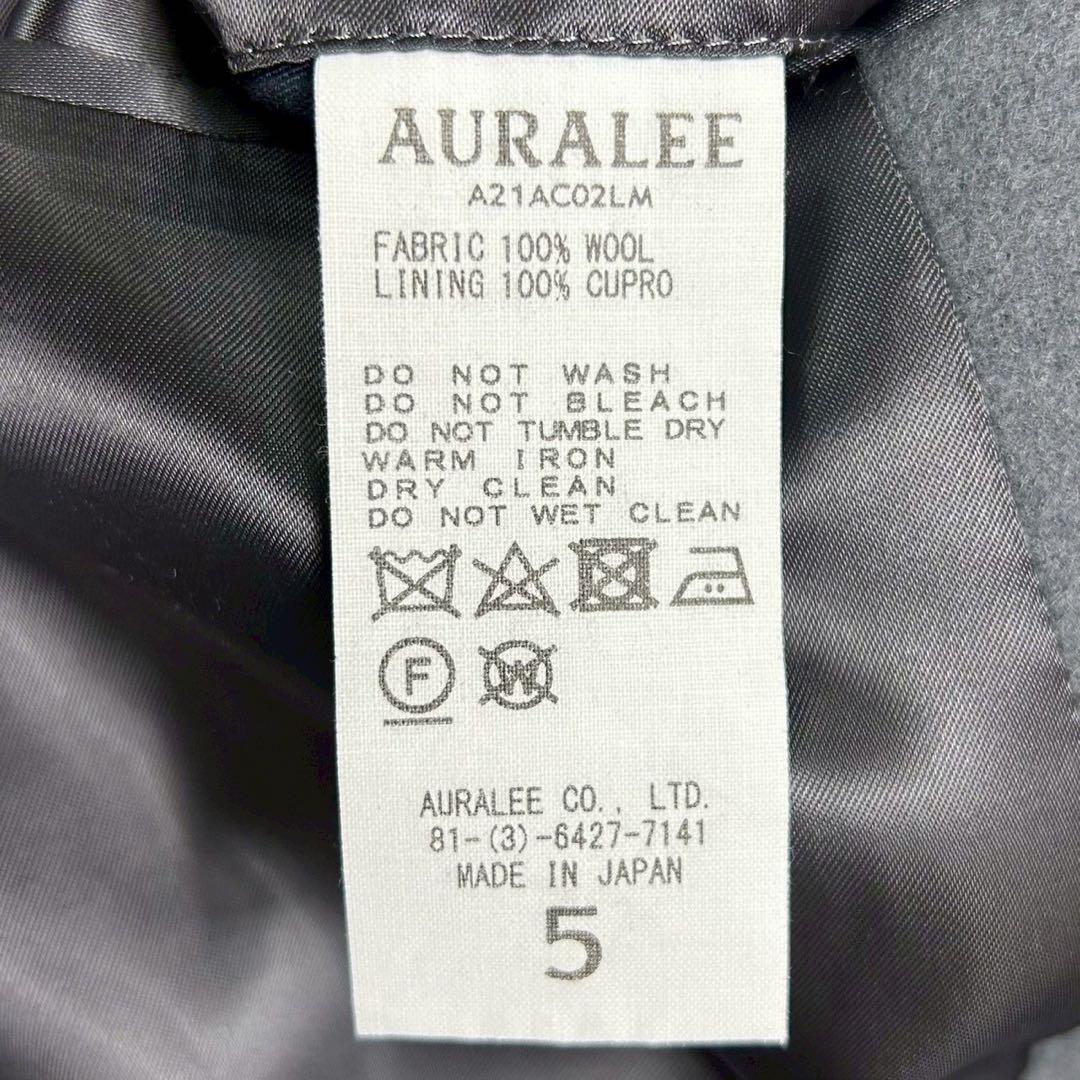 AURALEE
A21AC02LM
FABRIC 100% WOOL
LINING 100% CUPRO
DO NOT WASH
DO NOT BLEACH
DO NOT TUMBLE DRY
WARM IRON
DRY CLEAN
DO NOT WET CLEAN
F W
AURALEE CO., LTD.
81-(3)-6427-7141
MADE IN JAPAN
5